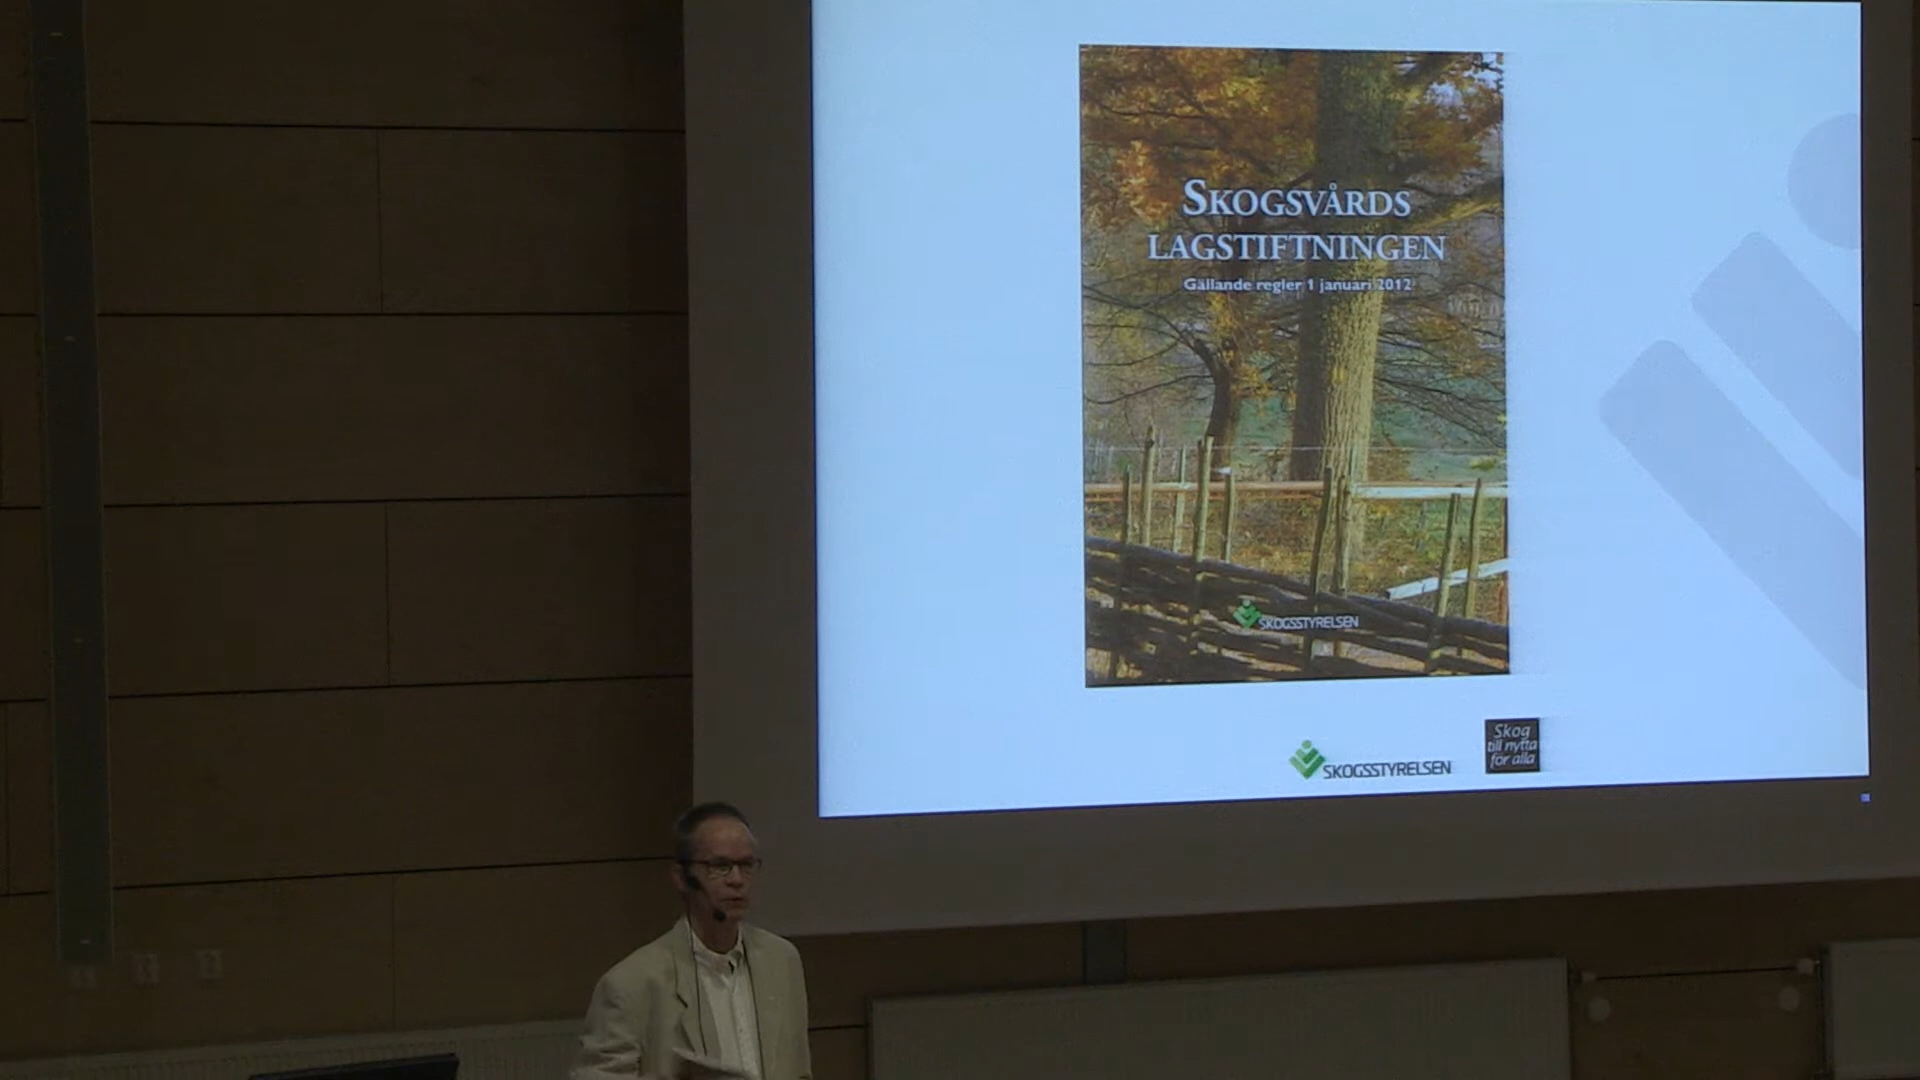 SKOGSVÅRDS
LAGSTIFTNINGEN
Gällande regler 1 januari 2012
SKOGSSTYRELSEN
SKOGSSTYRELSEN
Skog
till nytta
för alla